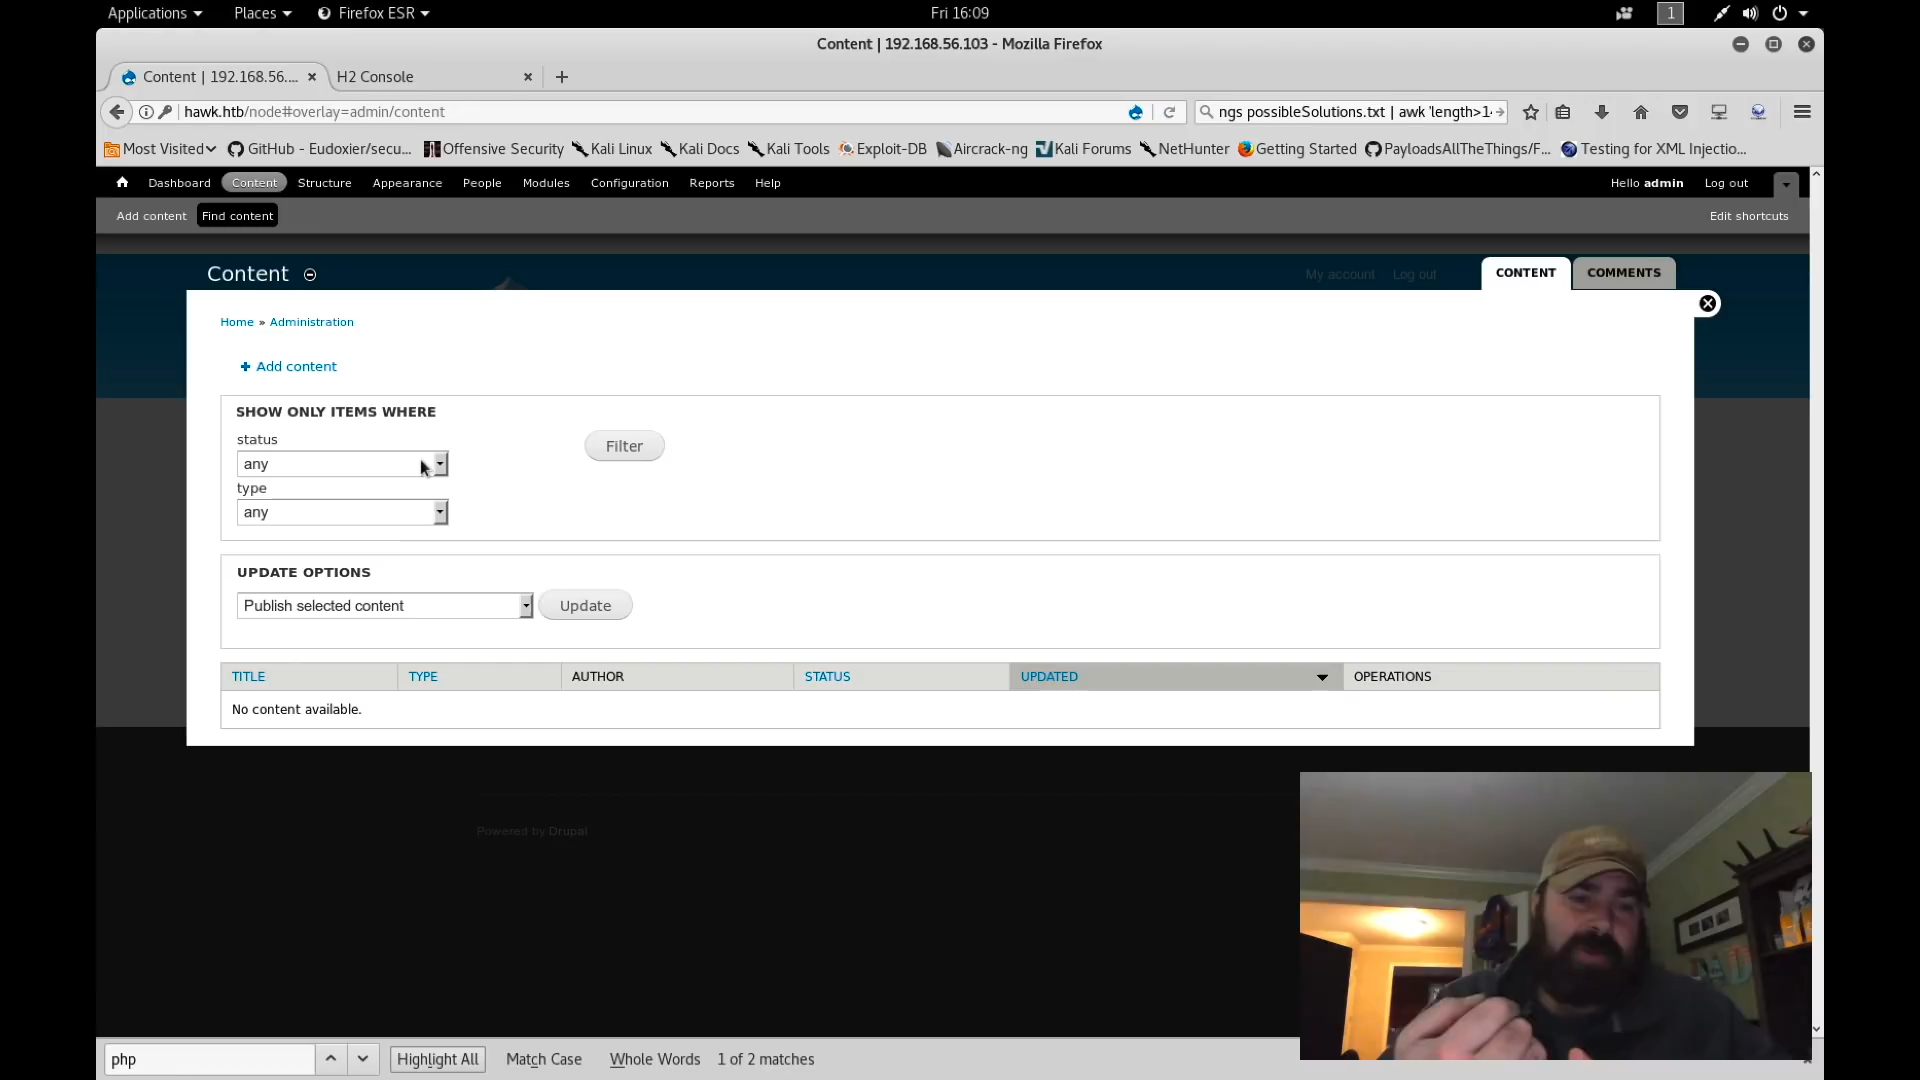 Applications Places Firefox ESR Fri 16:09 1
Content | 192.168.56.103 - Mozilla Firefox
Content | 192.168.56.... H2 Console
hawk.htb/node#overlay=admin/content ngs possibleSolutions.txt | awk 'length>1
Most Visited GitHub - Eudoxier/secu... Offensive Security Kali Linux Kali Docs Kali Tools Exploit-DB Aircrack-ng Kali Forums NetHunter Getting Started PayloadsAllTheThings/F... Testing for XML Injectio...
Dashboard Content Structure Appearance People Modules Configuration Reports Help Hello admin Log out
Add content Find content Edit shortcuts
Content My account Log out CONTENT COMMENTS
Home » Administration
Add content
SHOW ONLY ITEMS WHERE
status
any Filter
type
any
UPDATE OPTIONS
Publish selected content Update
TITLE TYPE AUTHOR STATUS UPDATED OPERATIONS
No content available.
Powered by Drupal
php Highlight All Match Case Whole Words 1 of 2 matches